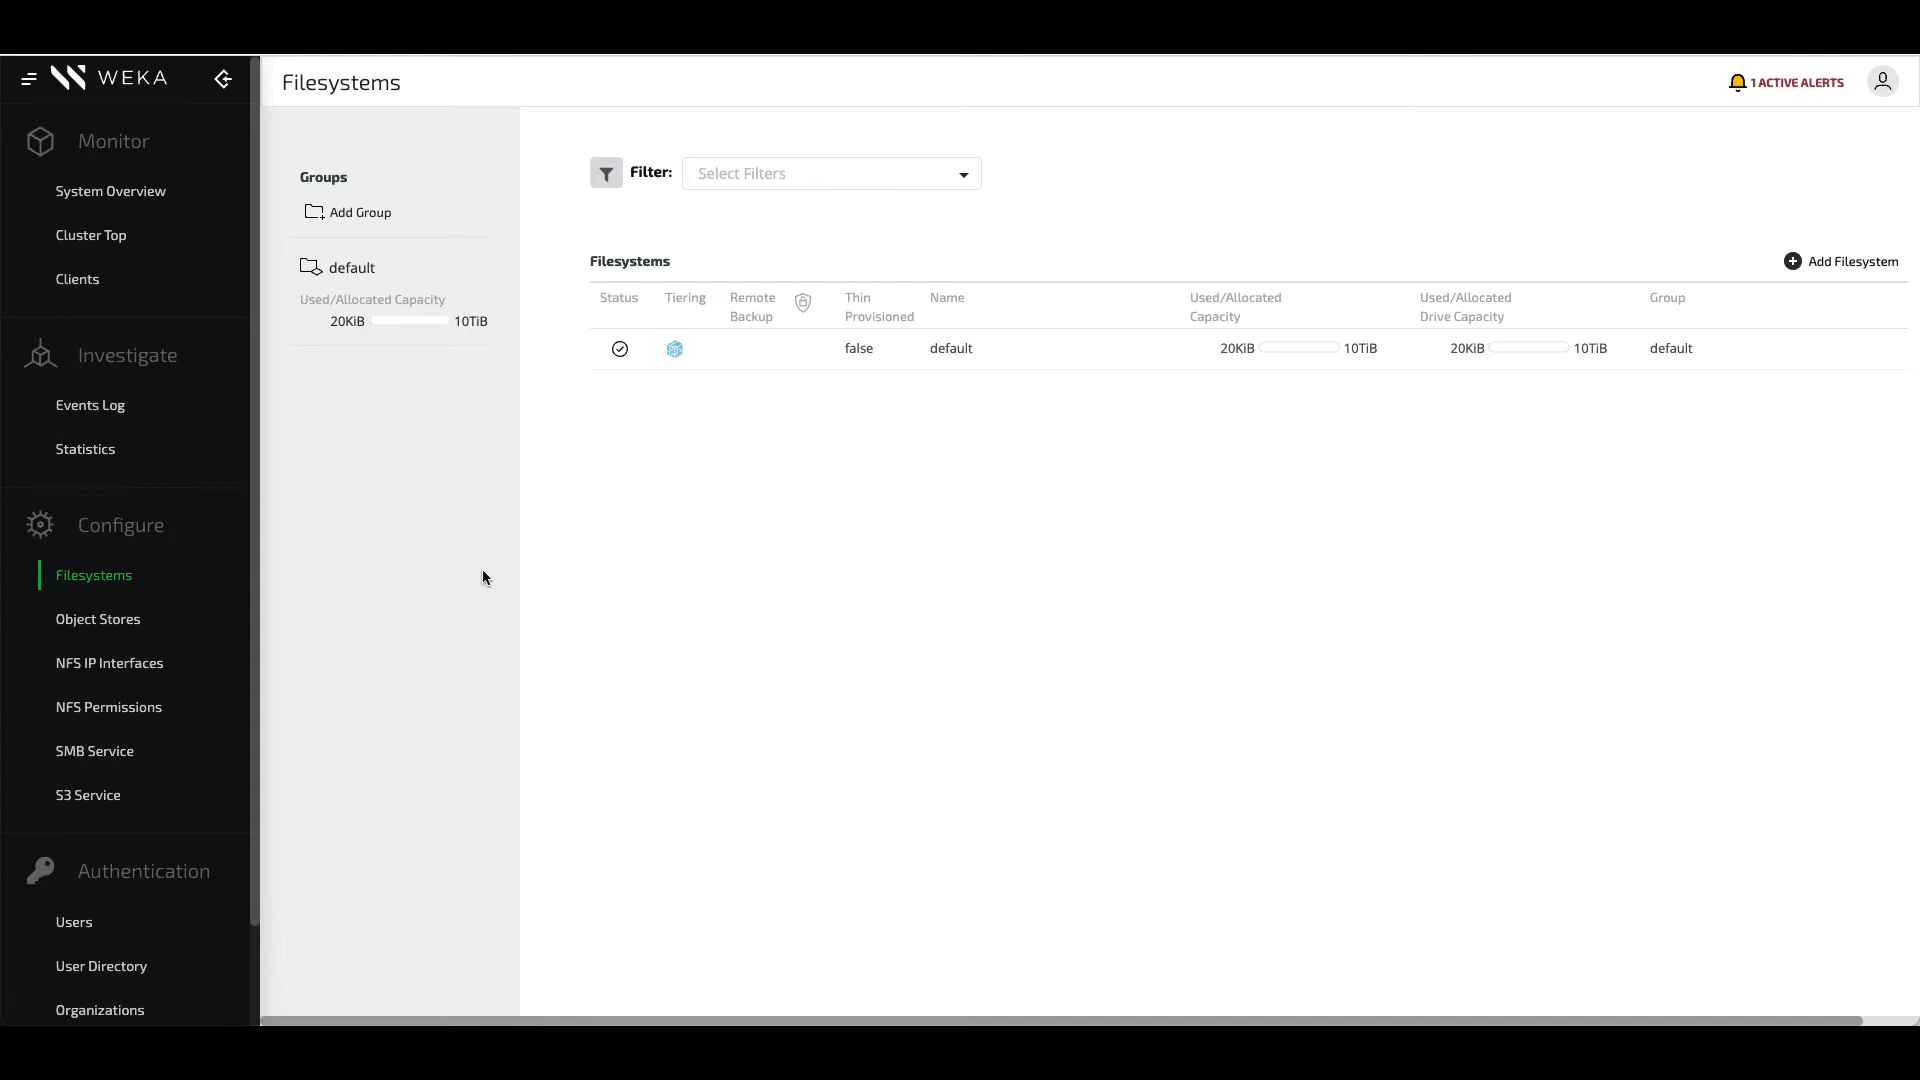 WEKA
Filesystems
1 ACTIVE ALERTS
Monitor
System Overview
Cluster Top
Clients
Investigate
Events Log
Statistics
Configure
Filesystems
Object Stores
NFS IP Interfaces
NFS Permissions
SMB Service
S3 Service
Authentication
Users
User Directory
Organizations
Groups
Add Group
default
Used/Allocated Capacity
20KiB 10TiB
Filter: Select Filters
Filesystems
Add Filesystem
Status Tiering Remote Backup Thin Provisioned Name Used/Allocated Capacity Used/Allocated Drive Capacity Group
false default 20KiB 10TiB 20KiB 10TiB default